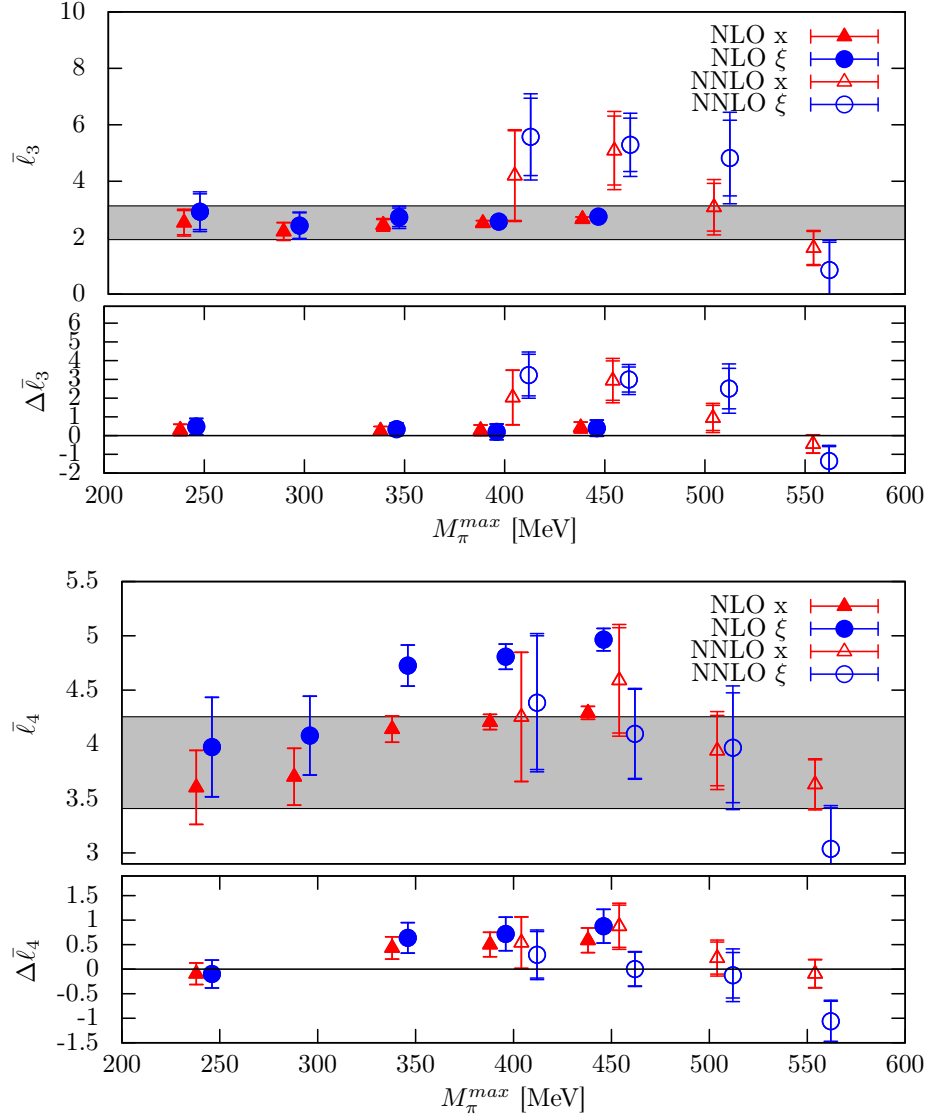 10
8
6
4
2
0
ℓ̄₃
NLO x
NLO ξ
NNLO x
NNLO ξ
6
5
4
3
2
1
0
-1
-2
Δℓ̄₃
200 250 300 350 400 450 500 550 600
M_π^{max} [MeV]
5.5
5
4.5
4
3.5
3
ℓ̄₄
NLO x
NLO ξ
NNLO x
NNLO ξ
1.5
1
0.5
0
-0.5
-1
-1.5
Δℓ̄₄
200 250 300 350 400 450 500 550 600
M_π^{max} [MeV]